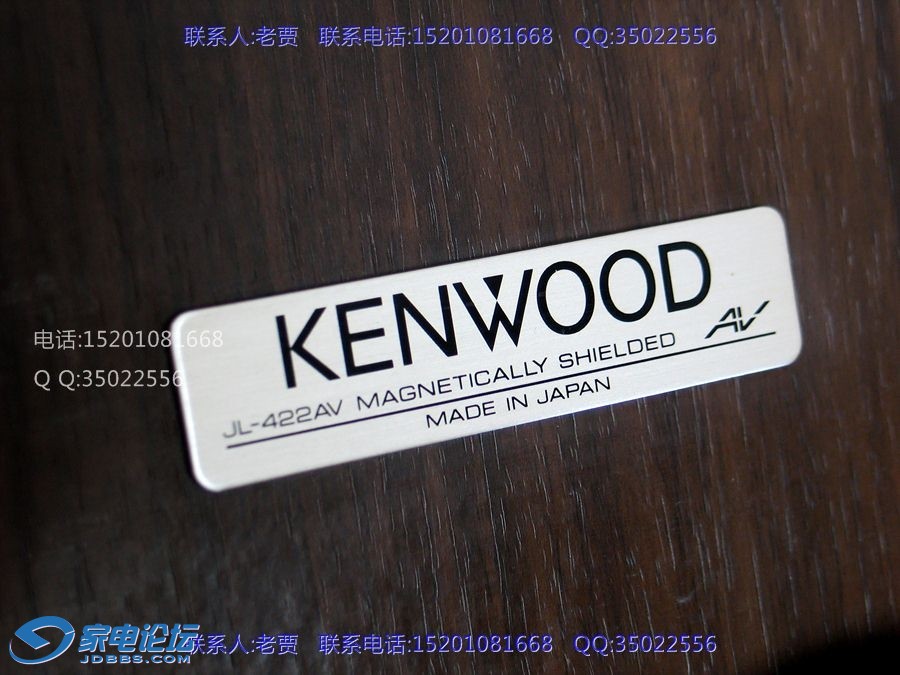 联系人:老贾 联系电话:15201081668 QQ:35022556
KENWOOD
AV
JL-422AV MAGNETICALLY SHIELDED
MADE IN JAPAN
电话:15201081668
Q Q:35022556
家电论坛
JDBBS.COM
联系人:老贾 联系电话:15201081668 QQ:35022556